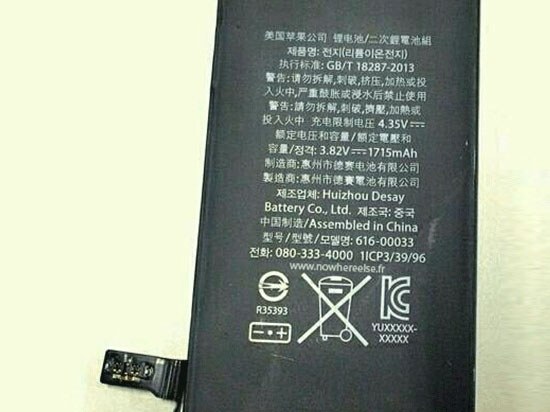 美国苹果公司 锂电池/二次鋰電池組
제품명: 전지(리튬이온전지)
执行标准: GB/T 18287-2013
警告:请勿拆解,刺破,挤压,加热或投
入火中,严重鼓胀或浸水后禁止使用
警告:請勿拆解,刺破,擠壓,加熱或
投入火中 充电限制电压 4.35V⎓
额定电压和容量/額定電壓和
容量/정격: 3.82V⎓ 1715mAh
制造商:惠州市德赛电池有限公司
製造商:惠州市德賽電池有限公司
제조업체: Huizhou Desay
Battery Co., Ltd. 제조국: 중국
中国制造/Assembled in China
型号/型號/모델명: 616-00033
전화: 080-333-4000 1ICP3/39/96
www.nowhereelse.fr
R35393
YUXXXXX-
XXXXX